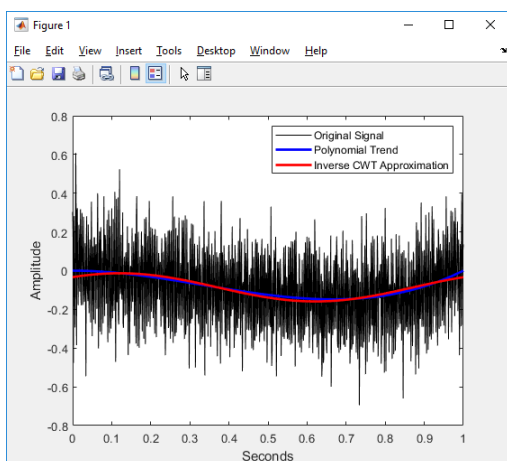 Figure 1
File Edit View Insert Tools Desktop Window Help
0.8
0.6
0.4
0.2
0
-0.2
-0.4
-0.6
-0.8
Amplitude
Original Signal
Polynomial Trend
Inverse CWT Approximation
0 0.1 0.2 0.3 0.4 0.5 0.6 0.7 0.8 0.9 1
Seconds